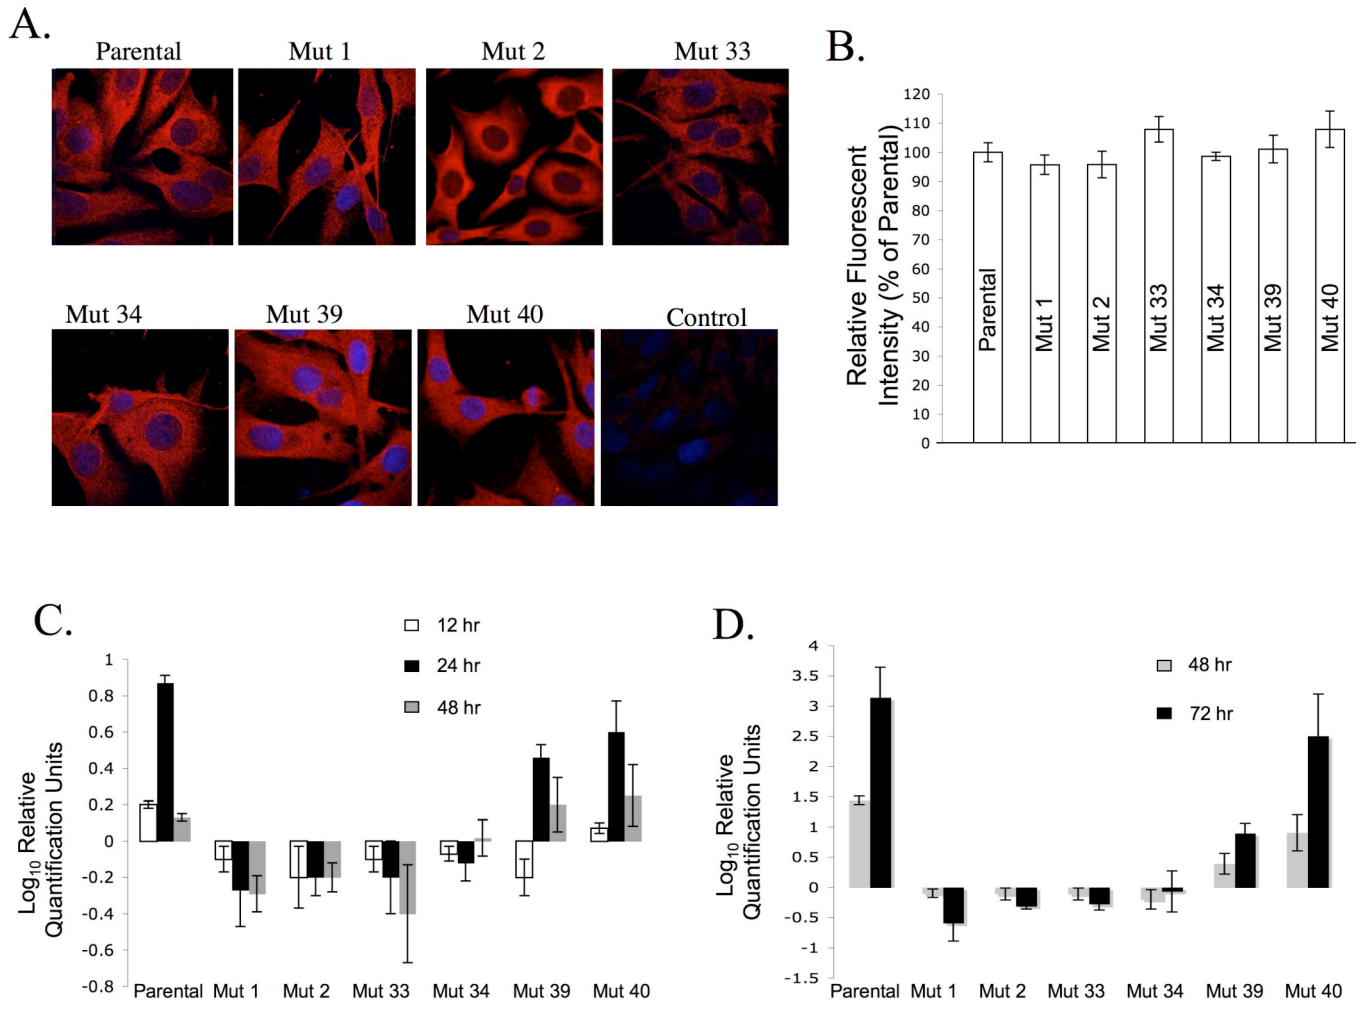 A.
Parental
Mut 1
Mut 2
Mut 33
Mut 34
Mut 39
Mut 40
Control
B.
Relative Fluorescent
Intensity (% of Parental)
120
110
100
90
80
70
60
50
40
30
20
10
0
Parental
Mut 1
Mut 2
Mut 33
Mut 34
Mut 39
Mut 40
C.
12 hr
24 hr
48 hr
Log10 Relative
Quantification Units
1
0.8
0.6
0.4
0.2
0
-0.2
-0.4
-0.6
-0.8
Parental
Mut 1
Mut 2
Mut 33
Mut 34
Mut 39
Mut 40
D.
48 hr
72 hr
Log10 Relative
Quantification Units
4
3.5
3
2.5
2
1.5
1
0.5
0
-0.5
-1
-1.5
Parental
Mut 1
Mut 2
Mut 33
Mut 34
Mut 39
Mut 40